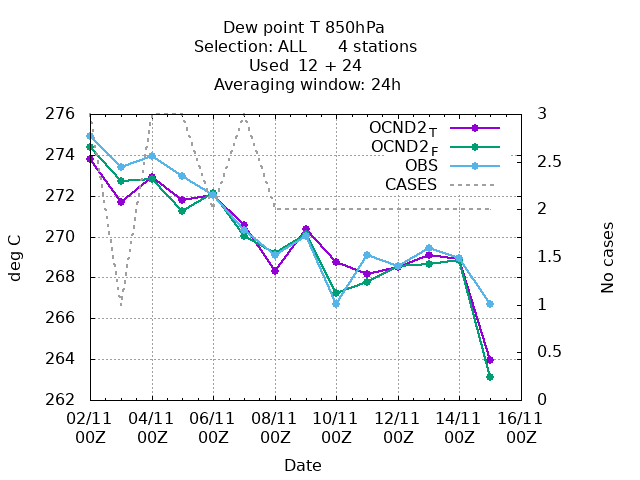 Dew point T 850hPa
Selection: ALL 4 stations
Used 12 + 24
Averaging window: 24h
276
274
272
270
268
266
264
262
deg C
3
2.5
2
1.5
1
0.5
0
No cases
OCND2T
OCND2F
OBS
CASES
02/11 04/11 06/11 08/11 10/11 12/11 14/11 16/11
00Z 00Z 00Z 00Z 00Z 00Z 00Z 00Z
Date